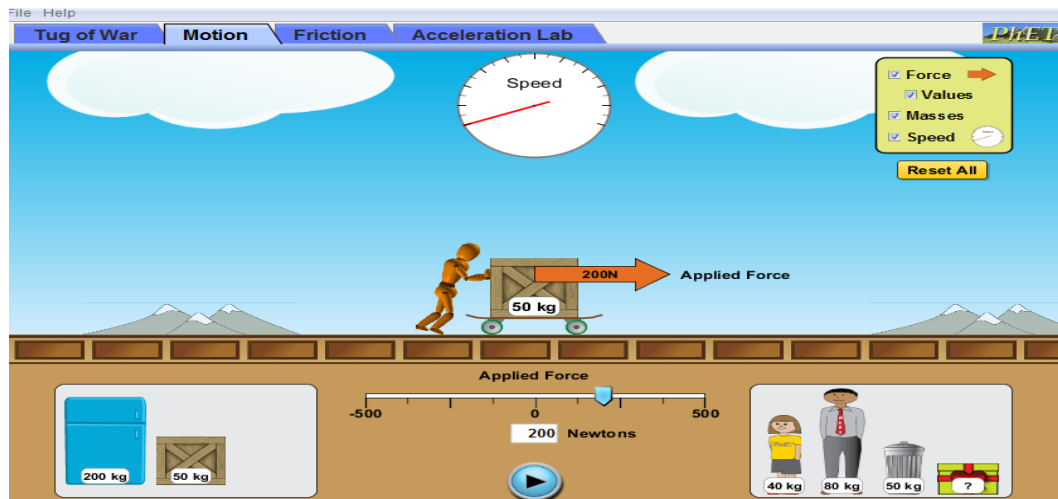 File Help
Tug of War Motion Friction Acceleration Lab PhET
Speed
Force
Values
Masses
Speed
Reset All
200N Applied Force
50 kg
Applied Force
-500 0 500
200 Newtons
200 kg 50 kg
40 kg 80 kg 50 kg ?